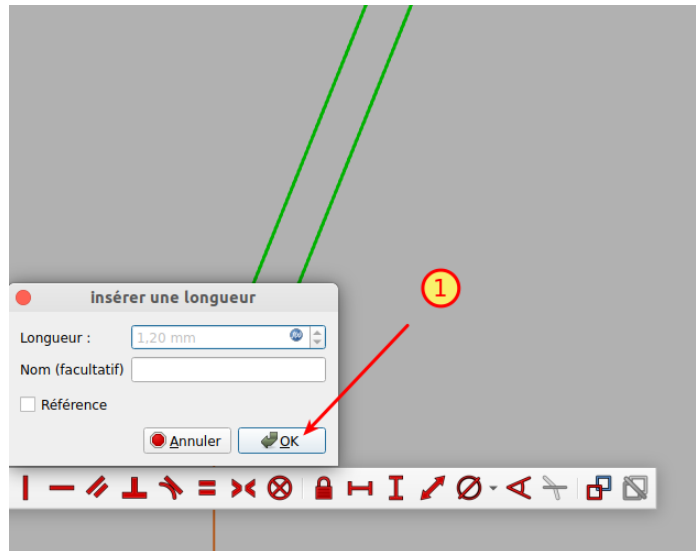 insérer une longueur
1
Longueur :
1,20 mm
Nom (facultatif)
Référence
Annuler
OK